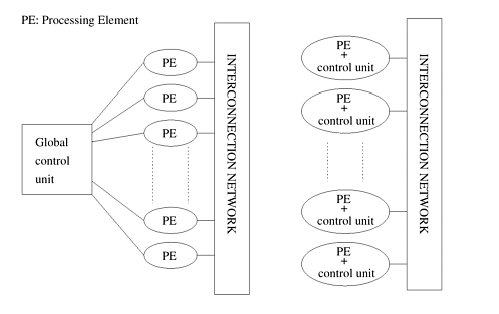 PE: Processing Element
Global
control
unit
PE
PE
PE
PE
PE
INTERCONNECTION NETWORK
PE
+
control unit
PE
+
control unit
PE
+
control unit
PE
+
control unit
INTERCONNECTION NETWORK